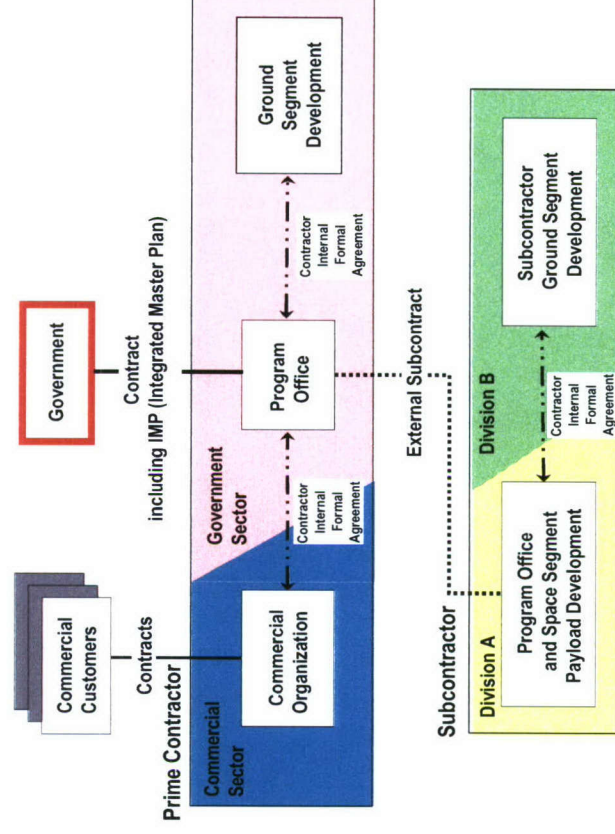 Commercial
Customers
Government
Contracts
Contract
including IMP (Integrated Master Plan)
Prime Contractor
Commercial
Sector
Commercial
Organization
Government
Sector
Contractor
Internal
Formal
Agreement
Program
Office
Contractor
Internal
Formal
Agreement
Ground
Segment
Development
External Subcontract
Subcontractor
Division A
Program Office
and Space Segment
Payload Development
Division B
Contractor
Internal
Formal
Agreement
Subcontractor
Ground Segment
Development